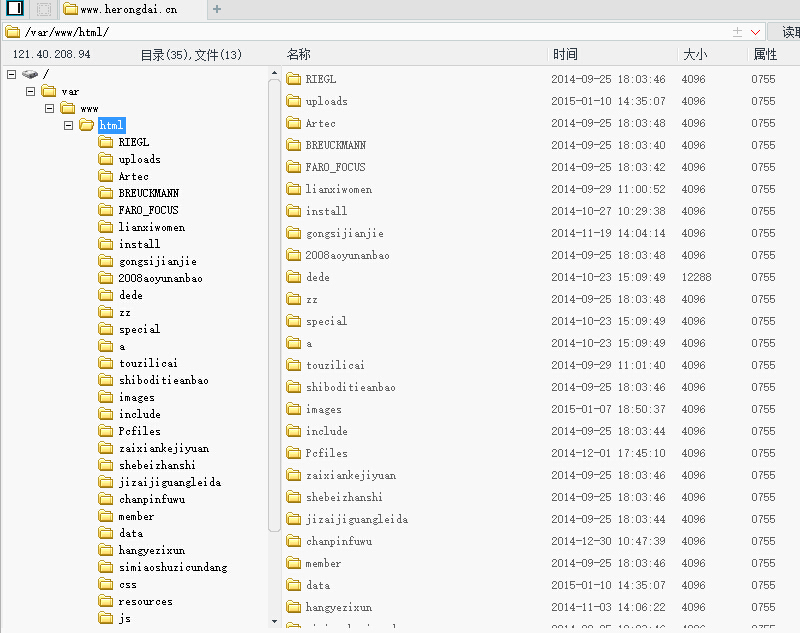 www.herongdai.cn
/var/www/html/ 读取
121.40.208.94 目录(35),文件(13) 名称 时间 大小 属性
/
var
www
html
RIEGL
uploads
Artec
BREUCKMANN
FARO_FOCUS
lianxiwomen
install
gongsijianjie
2008aoyunanbao
dede
zz
special
a
touzilicai
shiboditieanbao
images
include
Pcfiles
zaixiankejiyuan
shebeizhanshi
jizaijiguangleida
chanpinfuwu
member
data
hangyezixun
simiaoshuzicundang
css
resources
js
RIEGL 2014-09-25 18:03:46 4096 0755
uploads 2015-01-10 14:35:07 4096 0755
Artec 2014-09-25 18:03:48 4096 0755
BREUCKMANN 2014-09-25 18:03:40 4096 0755
FARO_FOCUS 2014-09-25 18:03:42 4096 0755
lianxiwomen 2014-09-29 11:00:52 4096 0755
install 2014-10-27 10:29:38 4096 0755
gongsijianjie 2014-11-19 14:04:14 4096 0755
2008aoyunanbao 2014-09-25 18:03:48 4096 0755
dede 2014-10-23 15:09:49 12288 0755
zz 2014-09-25 18:03:48 4096 0755
special 2014-10-23 15:09:49 4096 0755
a 2014-10-23 15:09:49 4096 0755
touzilicai 2014-09-29 11:01:40 4096 0755
shiboditieanbao 2014-09-25 18:03:46 4096 0755
images 2015-01-07 18:50:37 4096 0755
include 2014-09-25 18:03:44 4096 0755
Pcfiles 2014-12-01 17:45:10 4096 0755
zaixiankejiyuan 2014-09-25 18:03:46 4096 0755
shebeizhanshi 2014-09-25 18:03:46 4096 0755
jizaijiguangleida 2014-09-25 18:03:44 4096 0755
chanpinfuwu 2014-12-30 10:47:39 4096 0755
member 2014-09-25 18:03:46 4096 0755
data 2015-01-10 14:35:07 4096 0755
hangyezixun 2014-11-03 14:06:22 4096 0755